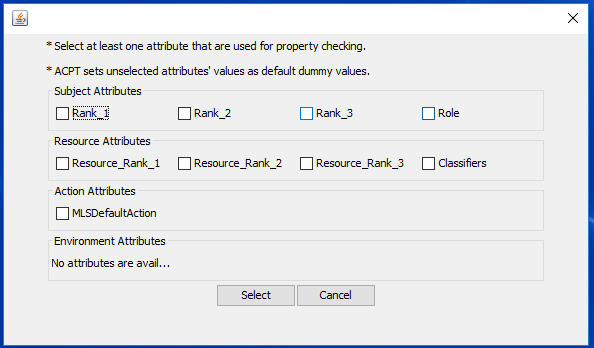 * Select at least one attribute that are used for property checking.
* ACPT sets unselected attributes' values as default dummy values.
Subject Attributes
Rank_1 Rank_2 Rank_3 Role
Resource Attributes
Resource_Rank_1 Resource_Rank_2 Resource_Rank_3 Classifiers
Action Attributes
MLSDefaultAction
Environment Attributes
No attributes are avail...
Select Cancel